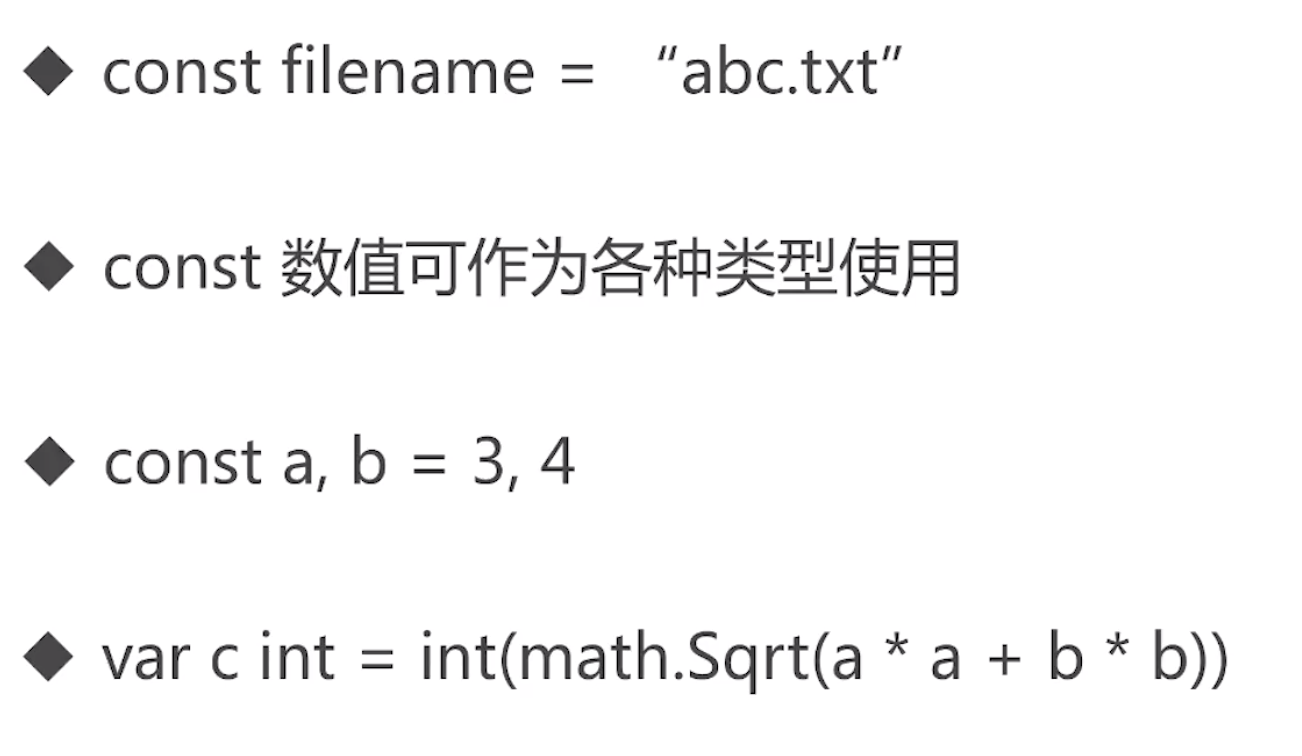 ◆ const filename = “abc.txt”
◆ const 数值可作为各种类型使用
◆ const a, b = 3, 4
◆ var c int = int(math.Sqrt(a * a + b * b))